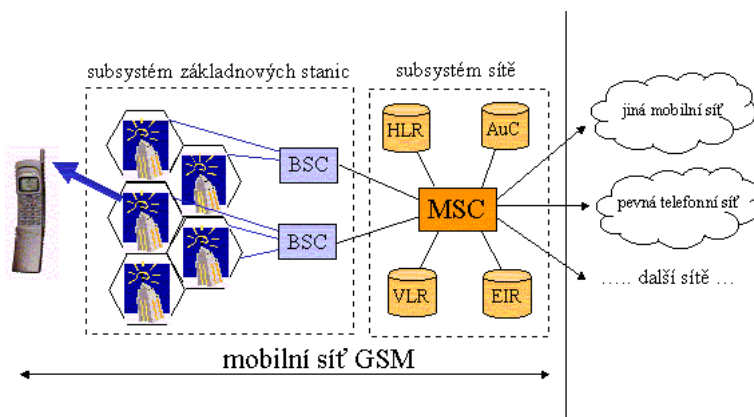 subsystém základnových stanic
subsystém sítě
HLR
AuC
jiná mobilní síť
BSC
MSC
pevná telefonní síť
BSC
VLR
EIR
..... další sítě ...
mobilní síť GSM